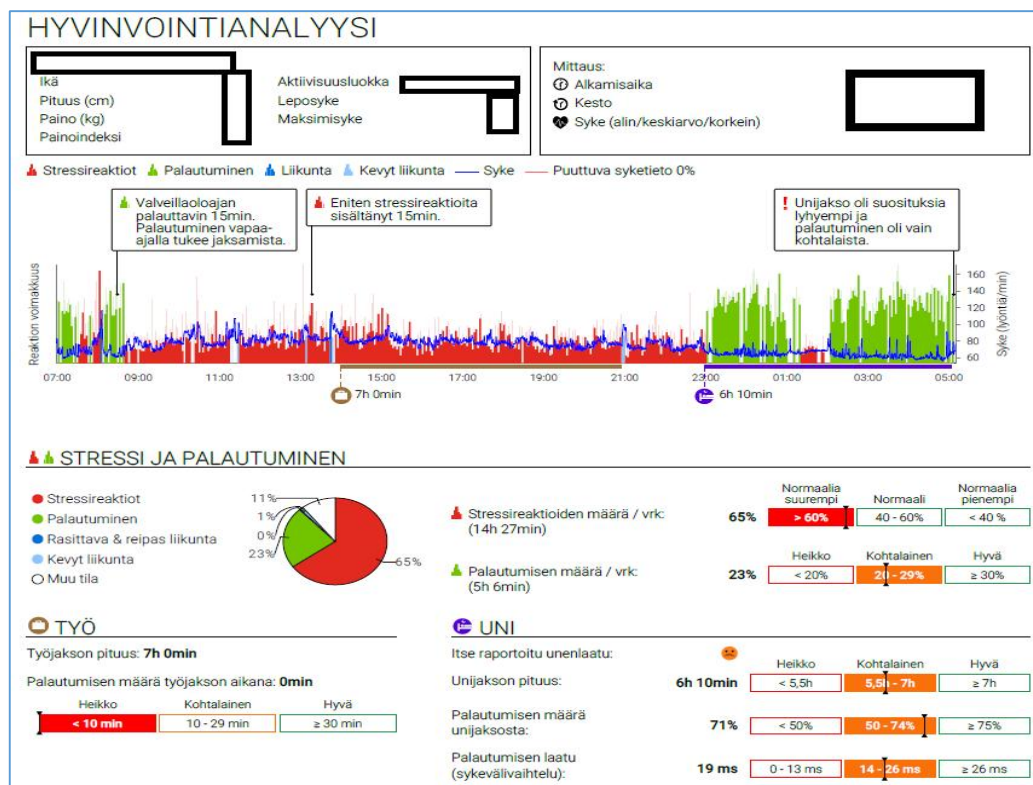 HYVINVOINTIANALYYSI
Ikä
Pituus (cm)
Paino (kg)
Painoindeksi
Aktiivisuusluokka
Leposyke
Maksimisyke
Mittaus:
Alkamisaika
Kesto
Syke (alin/keskiarvo/korkein)
Stressireaktiot Palautuminen Liikunta Kevyt liikunta Syke Puuttuva syketieto 0%
Valveillaoloajan
palauttavin 15min.
Palautuminen vapaa-
ajalla tukee jaksamista.
Eniten stressireaktioita
sisältänyt 15min.
! Unijakso oli suosituksia
lyhyempi ja
palautuminen oli vain
kohtalaista.
Reaktion voimakkuus
160
140
120
100
80
60
Syke (lyöntiä/min)
07:00 09:00 11:00 13:00 15:00 17:00 19:00 21:00 23:00 01:00 03:00 05:00
7h 0min
6h 10min
STRESSI JA PALAUTUMINEN
Stressireaktiot
Palautuminen
Rasittava & reipas liikunta
Kevyt liikunta
Muu tila
11%
1%
0%
23%
65%
Normaalia suurempi
Normaali
Normaalia pienempi
Stressireaktioiden määrä / vrk:
(14h 27min)
65% > 60% 40 - 60% < 40 %
Heikko Kohtalainen Hyvä
Palautumisen määrä / vrk:
(5h 6min)
23% < 20% 20 - 29% ≥ 30%
TYÖ
Työjakson pituus: 7h 0min
Palautumisen määrä työjakson aikana: 0min
Heikko Kohtalainen Hyvä
< 10 min 10 - 29 min ≥ 30 min
UNI
Itse raportoitu unenlaatu:
Heikko Kohtalainen Hyvä
Unijakson pituus: 6h 10min < 5,5h 5,5h - 7h ≥ 7h
Palautumisen määrä
unijaksosta:
71% < 50% 50 - 74% ≥ 75%
Palautumisen laatu
(sykevälivaihtelu):
19 ms 0 - 13 ms 14 - 26 ms ≥ 26 ms